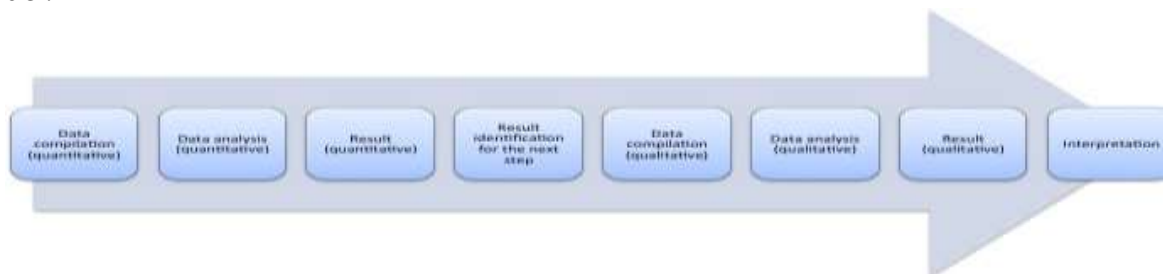 Data
compilation
(quantitative)
Data analysis
(quantitative)
Result
(quantitative)
Result
identification
for the next
step
Data
compilation
(qualitative)
Data analysis
(qualitative)
Result
(qualitative)
Interpretation